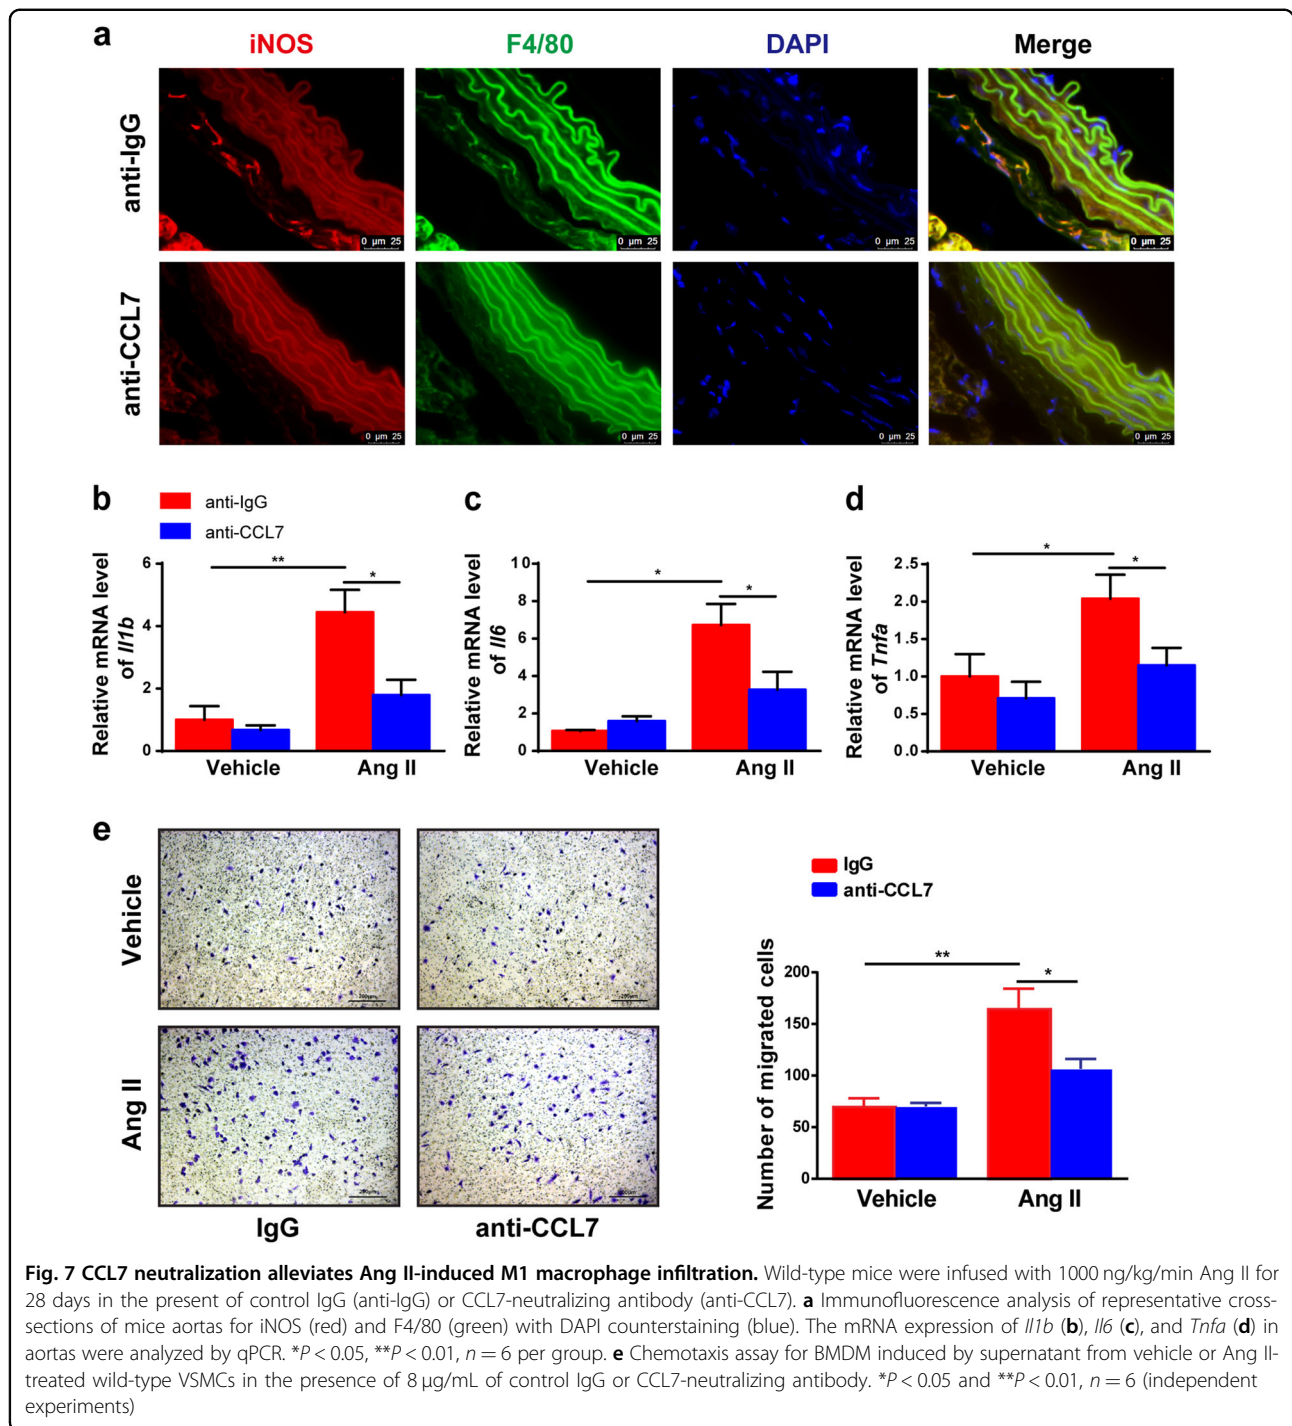 a
iNOS F4/80 DAPI Merge
anti-IgG
0 µm 25 0 µm 25 0 µm 25 0 µm 25
anti-CCL7
0 µm 25 0 µm 25 0 µm 25 0 µm 25
b
anti-IgG
anti-CCL7
Relative mRNA level
of Il1b
6
4
2
0
**
*
Vehicle Ang II
c
Relative mRNA level
of Il6
10
8
6
4
2
0
*
*
Vehicle Ang II
d
Relative mRNA level
of Tnfa
2.5
2.0
1.5
1.0
0.5
0.0
*
*
Vehicle Ang II
e
Vehicle
200µm 200µm
Ang II
200µm 200µm
IgG anti-CCL7
IgG
anti-CCL7
Number of migrated cells
200
150
100
50
0
**
*
Vehicle Ang II
Fig. 7 CCL7 neutralization alleviates Ang II-induced M1 macrophage infiltration. Wild-type mice were infused with 1000 ng/kg/min Ang II for
28 days in the present of control IgG (anti-IgG) or CCL7-neutralizing antibody (anti-CCL7). a Immunofluorescence analysis of representative cross-
sections of mice aortas for iNOS (red) and F4/80 (green) with DAPI counterstaining (blue). The mRNA expression of Il1b (b), Il6 (c), and Tnfa (d) in
aortas were analyzed by qPCR. *P < 0.05, **P < 0.01, n = 6 per group. e Chemotaxis assay for BMDM induced by supernatant from vehicle or Ang II-
treated wild-type VSMCs in the presence of 8 µg/mL of control IgG or CCL7-neutralizing antibody. *P < 0.05 and **P < 0.01, n = 6 (independent
experiments)